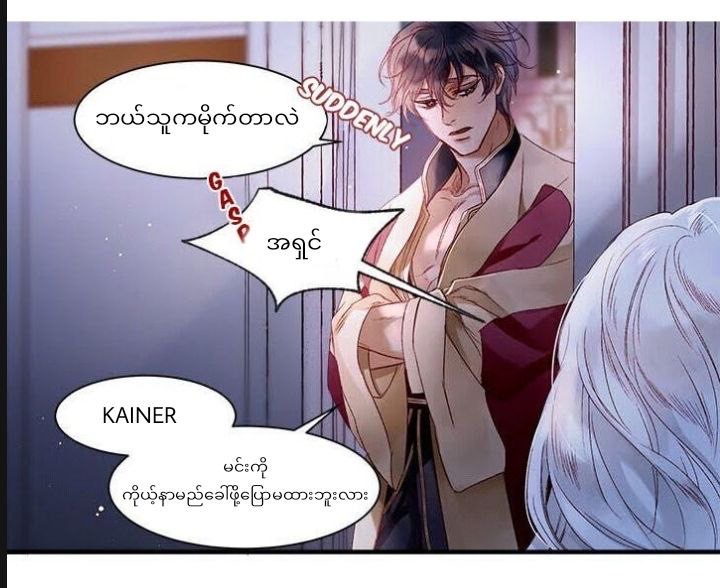 ဘယ်သူကမိုက်တာလဲ
SUDDENLY
GASP
အရှင်
KAINER
မင်းကို
ကိုယ့်နာမည်ခေါ်ဖို့ပြောမထားဘူးလား